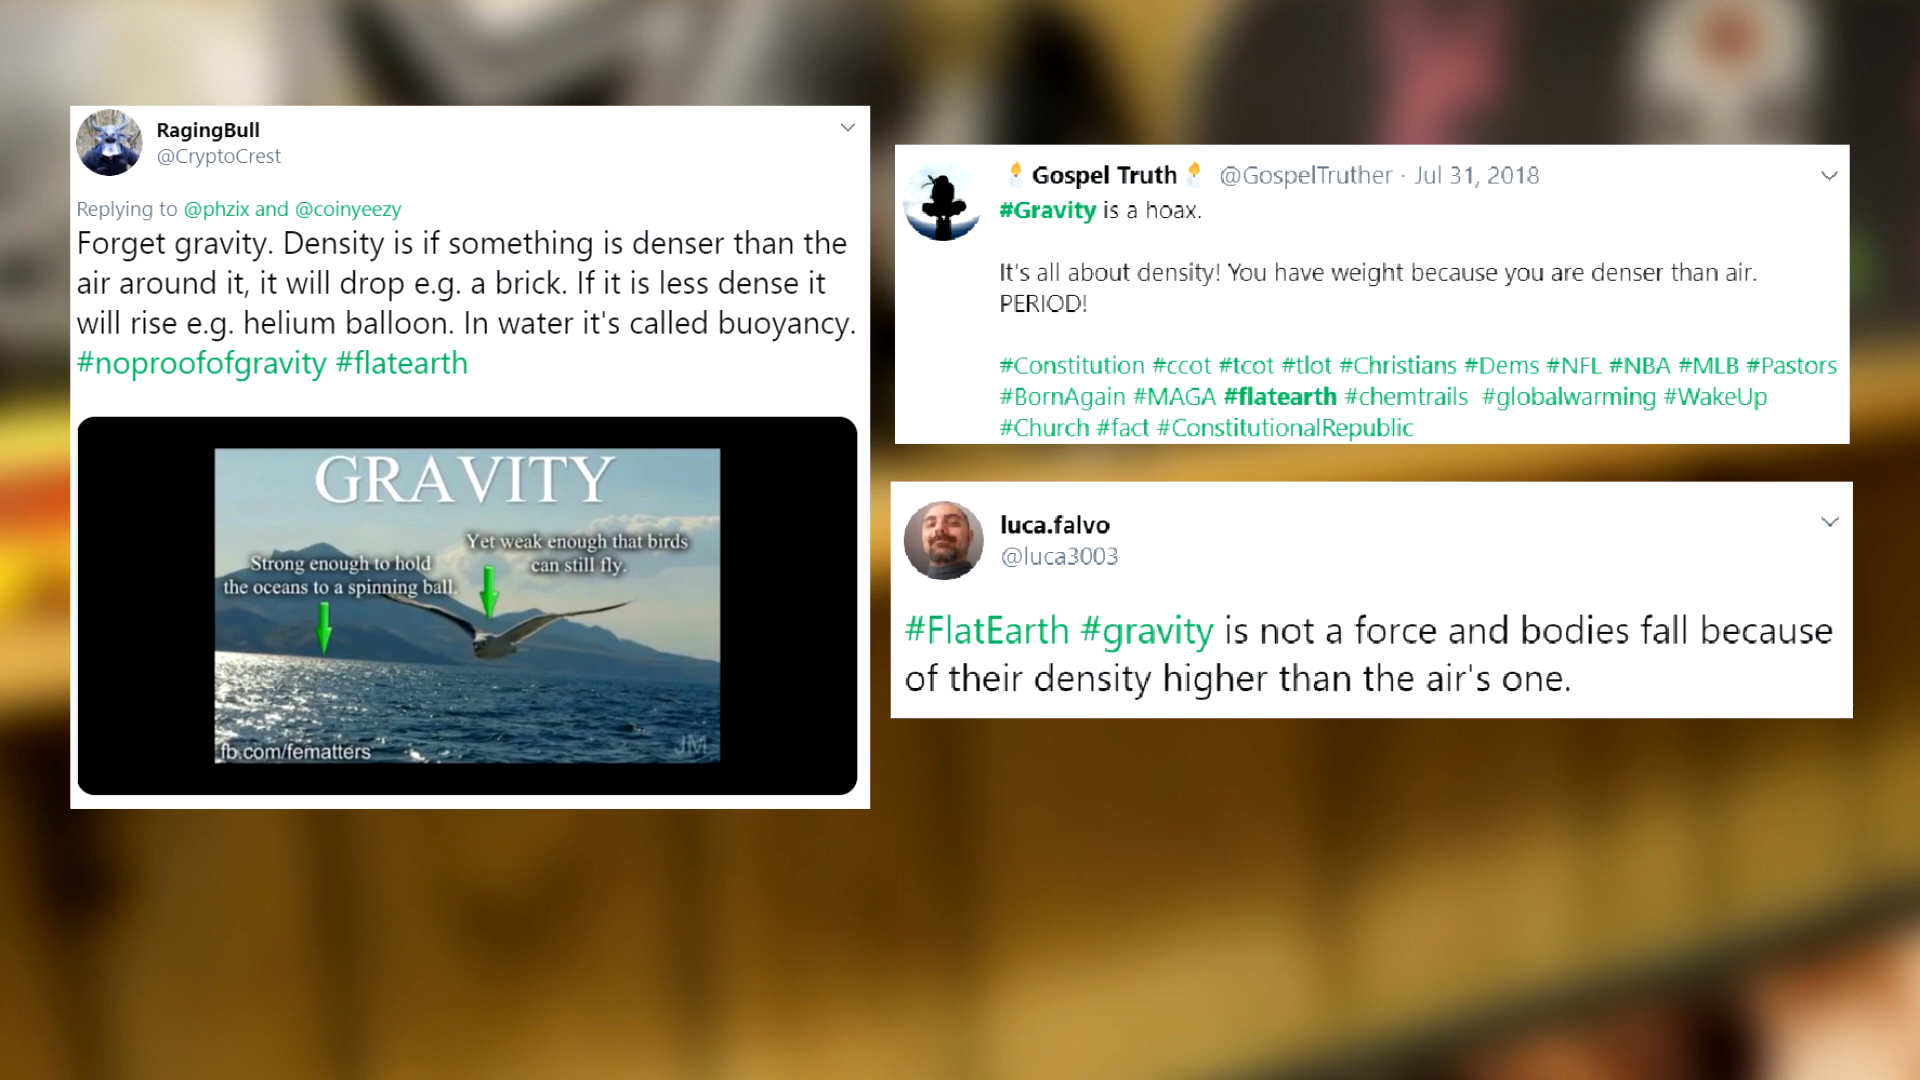 RagingBull
@CryptoCrest
Replying to @phzix and @coinyeezy
Forget gravity. Density is if something is denser than the
air around it, it will drop e.g. a brick. If it is less dense it
will rise e.g. helium balloon. In water it's called buoyancy.
#noproofofgravity #flatearth
GRAVITY
Strong enough to hold
the oceans to a spinning ball.
Yet weak enough that birds
can still fly.
fb.com/fematters
JM
Gospel Truth @GospelTruther · Jul 31, 2018
#Gravity is a hoax.
It's all about density! You have weight because you are denser than air.
PERIOD!
#Constitution #ccot #tcot #tlot #Christians #Dems #NFL #NBA #MLB #Pastors
#BornAgain #MAGA #flatearth #chemtrails #globalwarming #WakeUp
#Church #fact #ConstitutionalRepublic
luca.falvo
@luca3003
#FlatEarth #gravity is not a force and bodies fall because
of their density higher than the air's one.